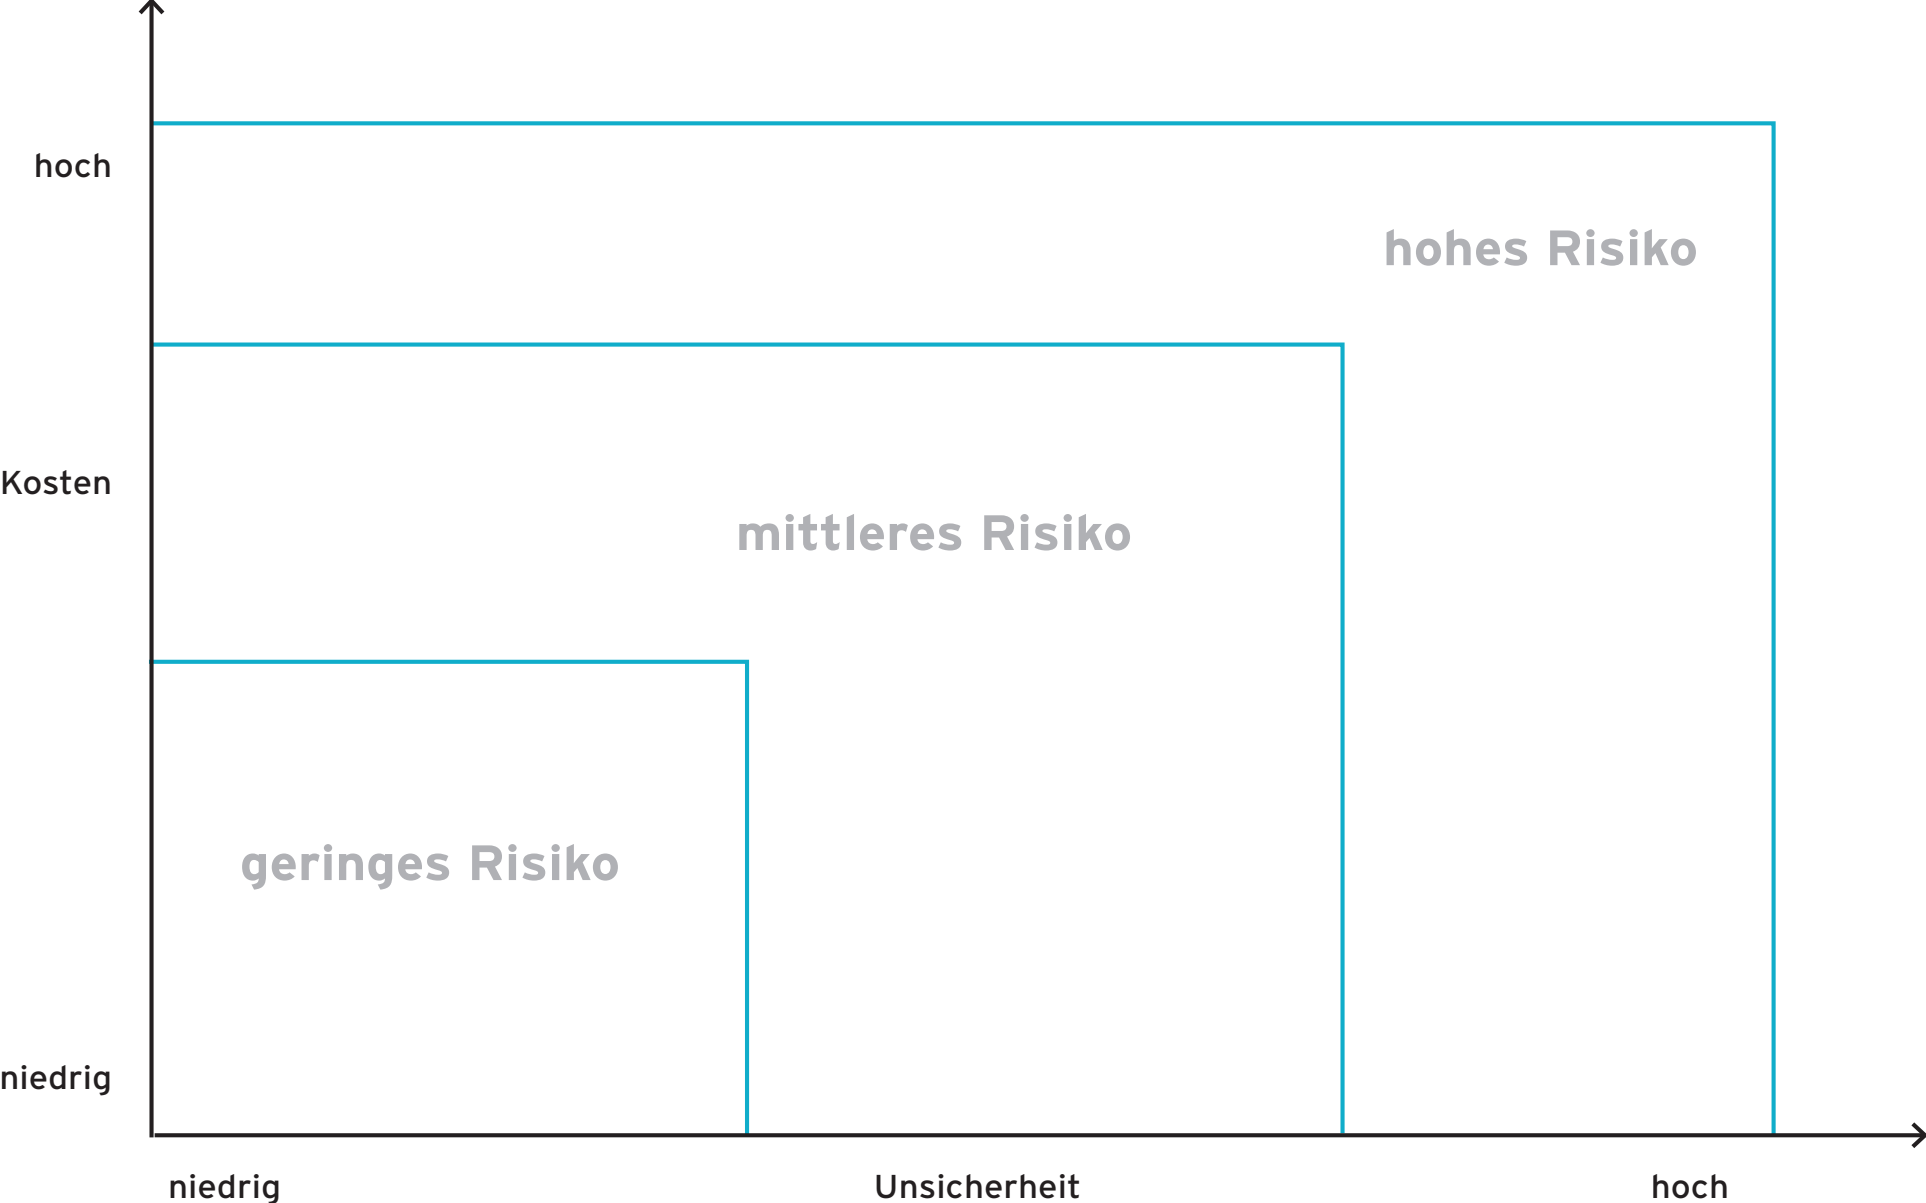 hoch
hohes Risiko
Kosten
mittleres Risiko
geringes Risiko
niedrig
niedrig
Unsicherheit
hoch